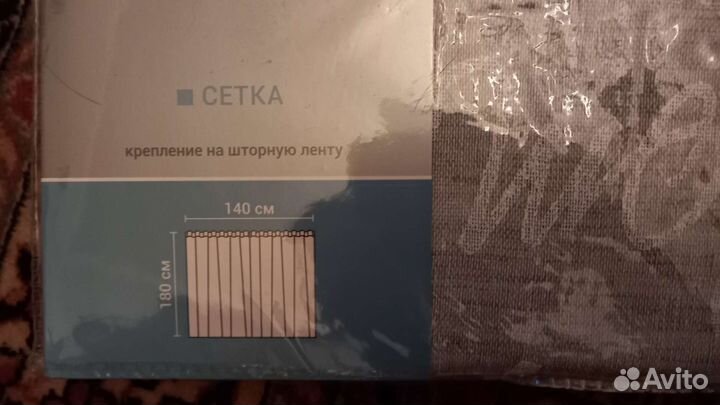 СЕТКА
крепление на шторную ленту
140 см
180 см
Avito